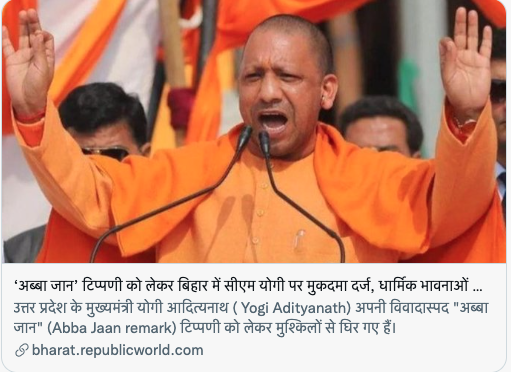 ‘अब्बा जान’ टिप्पणी को लेकर बिहार में सीएम योगी पर मुकदमा दर्ज, धार्मिक भावनाओं ...
उत्तर प्रदेश के मुख्यमंत्री योगी आदित्यनाथ ( Yogi Adityanath) अपनी विवादास्पद "अब्बा
जान" (Abba Jaan remark) टिप्पणी को लेकर मुश्किलों से घिर गए हैं।
bharat.republicworld.com